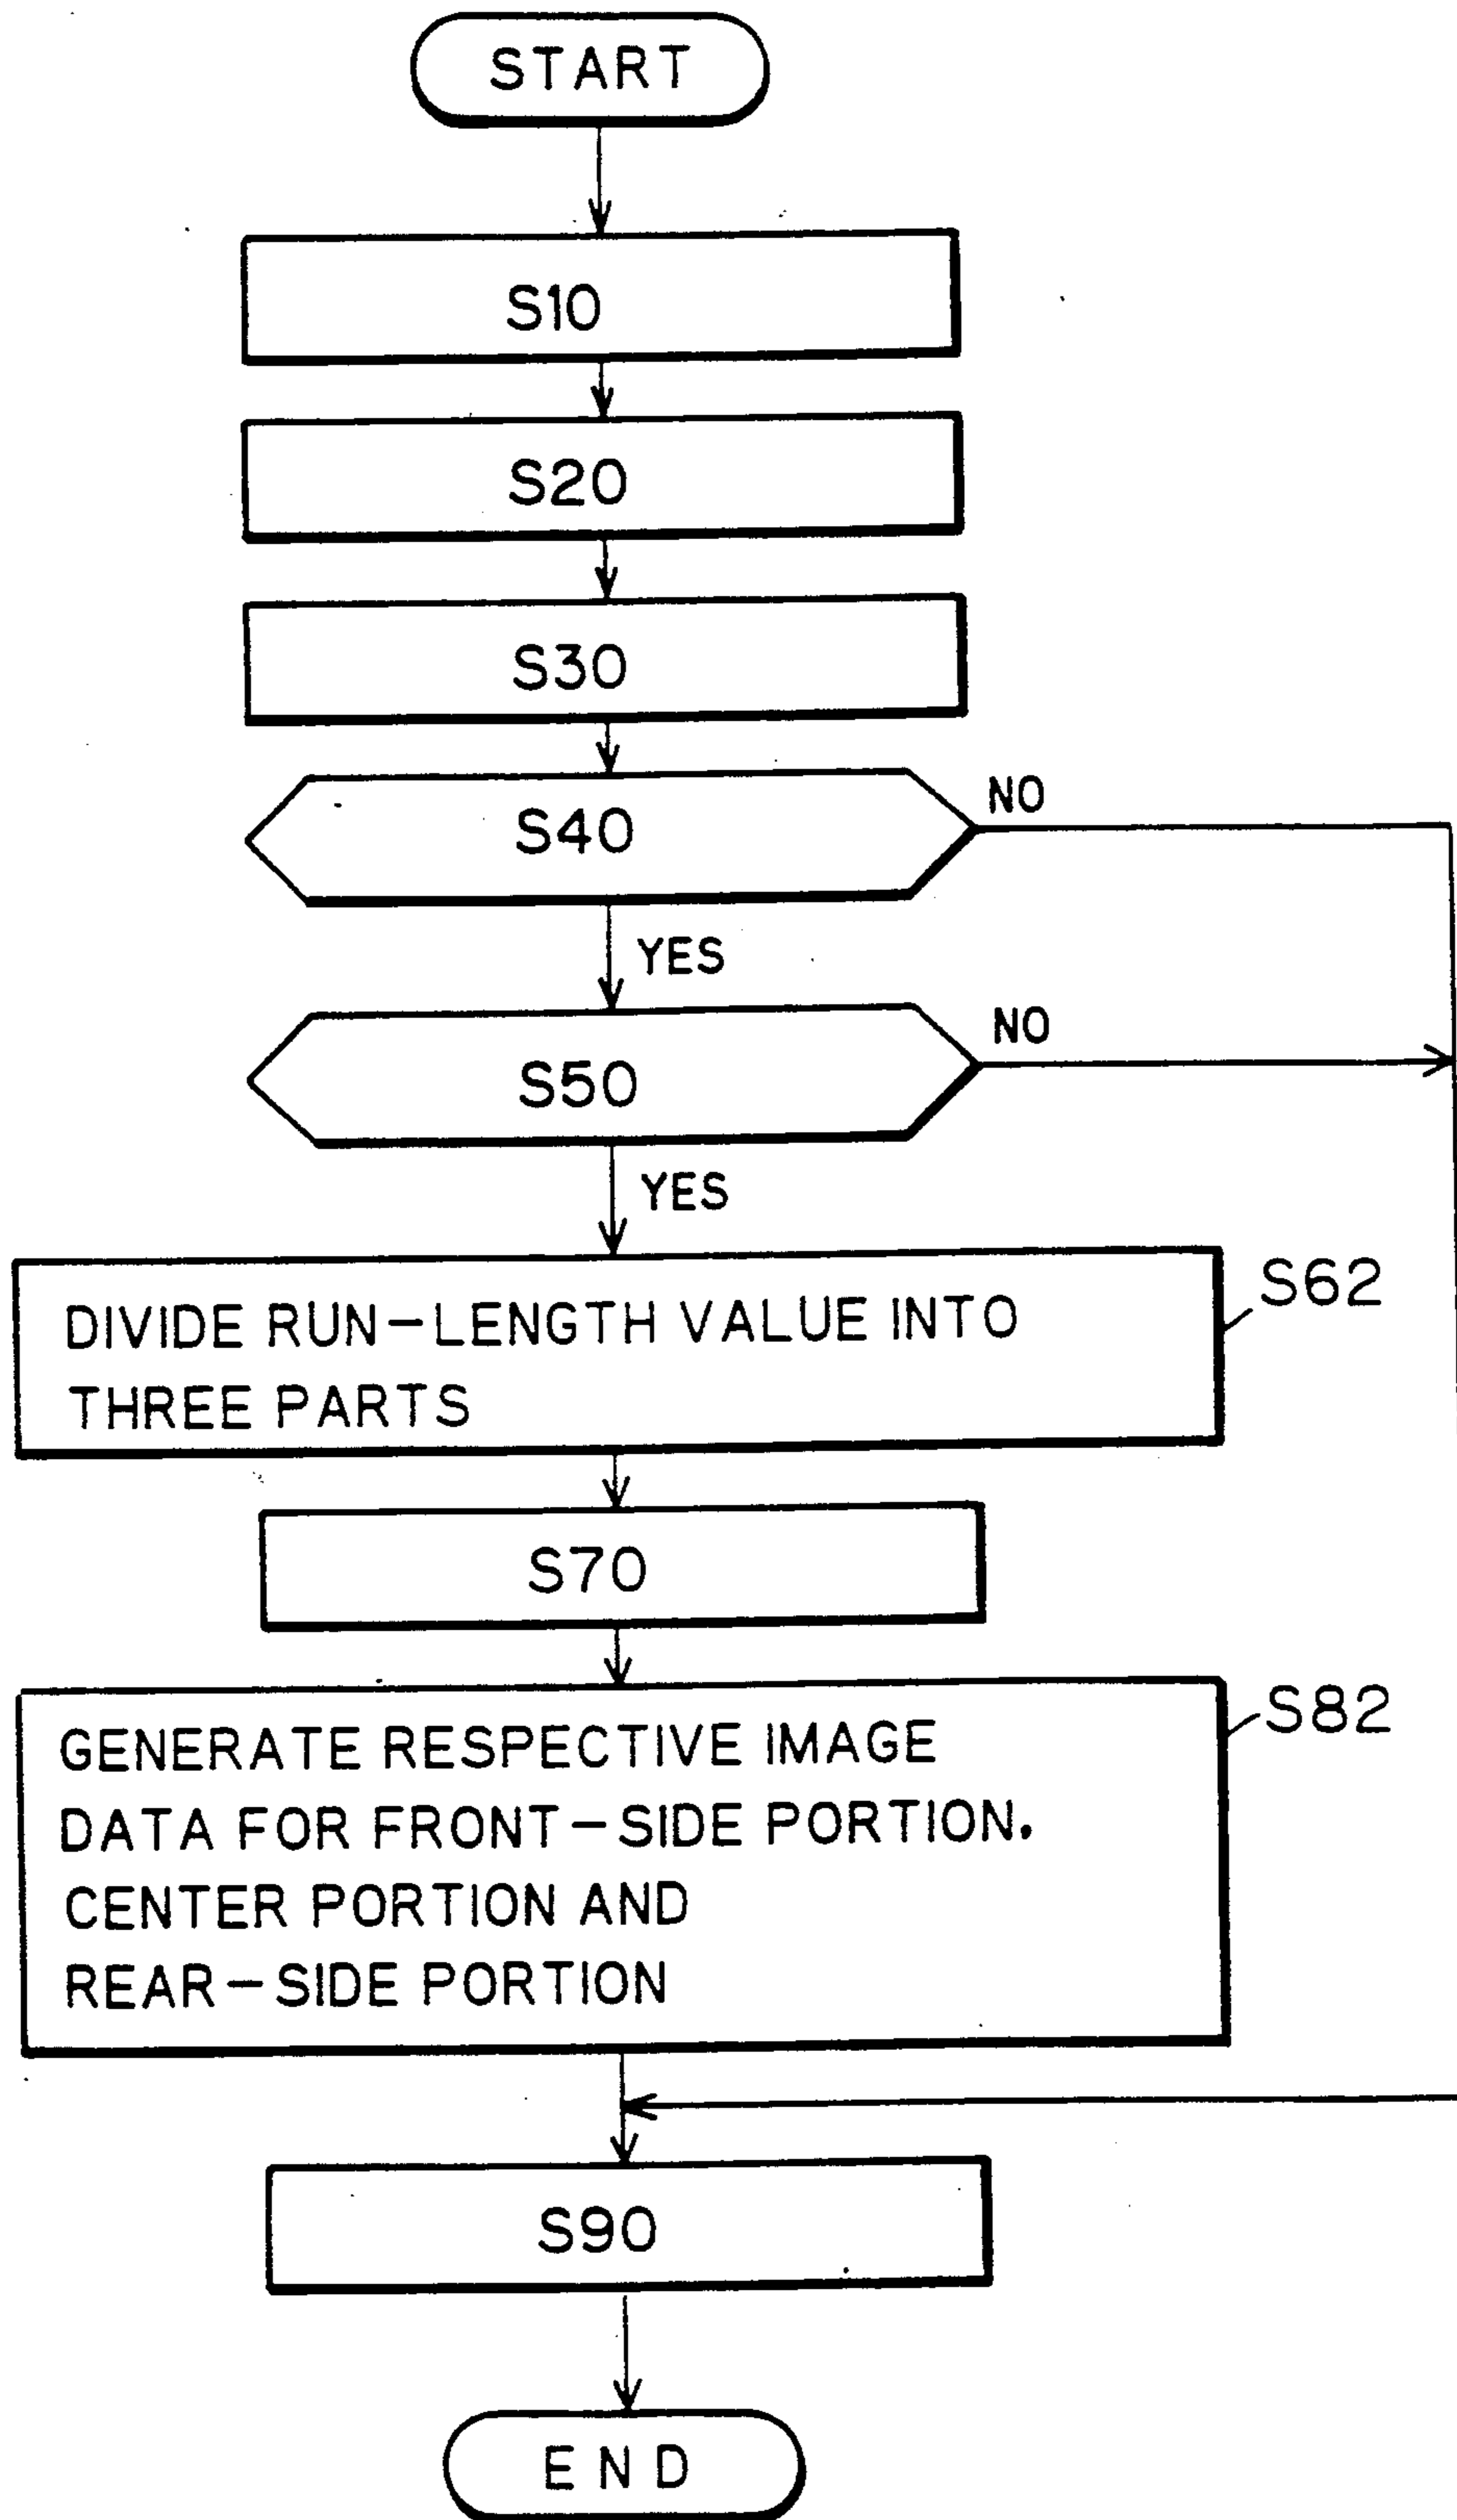 START
S10
S20
S30
S40
NO
YES
S50
NO
YES
S62
DIVIDE RUN-LENGTH VALUE INTO
THREE PARTS
S70
S82
GENERATE RESPECTIVE IMAGE
DATA FOR FRONT-SIDE PORTION.
CENTER PORTION AND
REAR-SIDE PORTION
S90
END